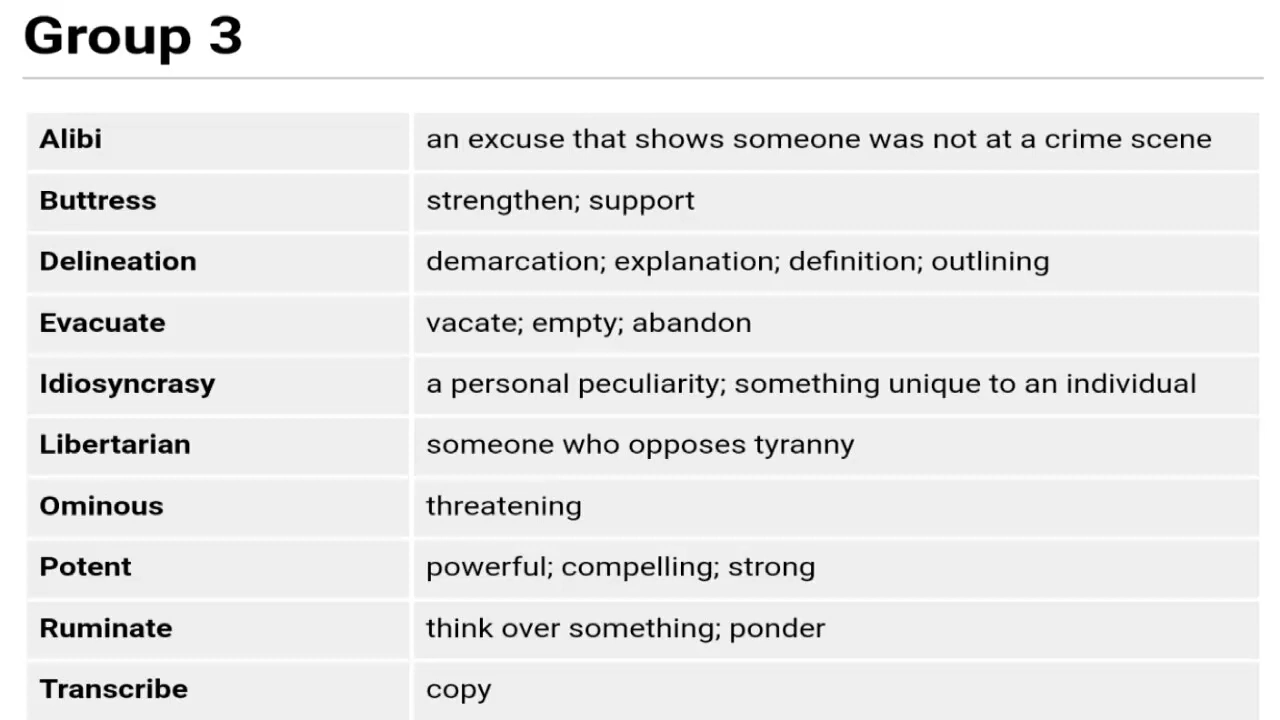 Group 3
Alibi an excuse that shows someone was not at a crime scene
Buttress strengthen; support
Delineation demarcation; explanation; definition; outlining
Evacuate vacate; empty; abandon
Idiosyncrasy a personal peculiarity; something unique to an individual
Libertarian someone who opposes tyranny
Ominous threatening
Potent powerful; compelling; strong
Ruminate think over something; ponder
Transcribe copy